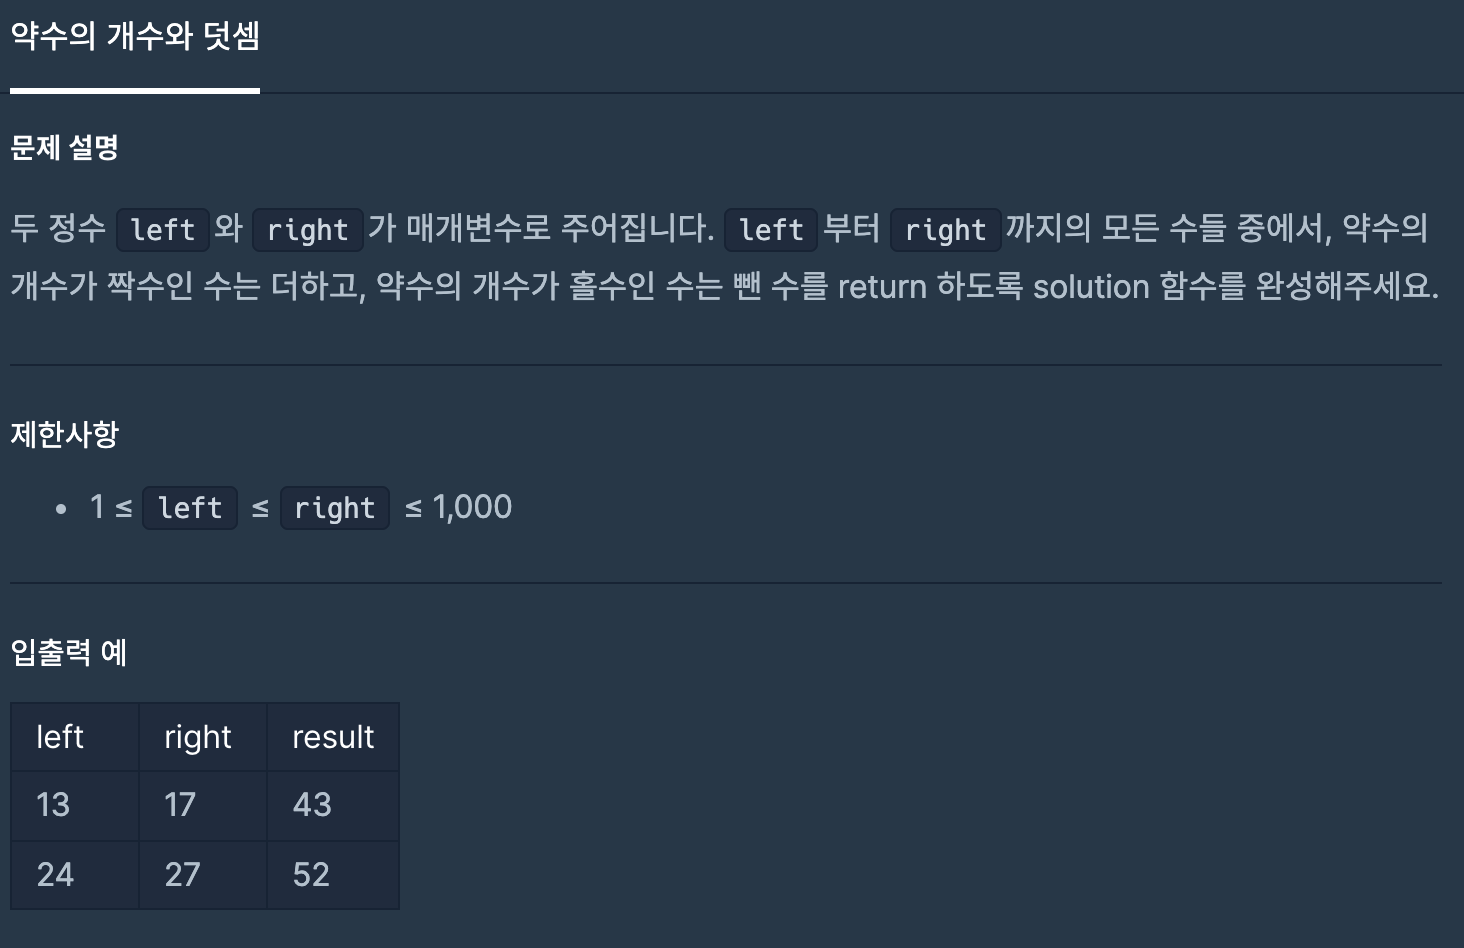 약수의 개수와 덧셈
문제 설명
두 정수 left와 right가 매개변수로 주어집니다. left부터 right까지의 모든 수들 중에서, 약수의
개수가 짝수인 수는 더하고, 약수의 개수가 홀수인 수는 뺀 수를 return 하도록 solution 함수를 완성해주세요.
제한사항
• 1 ≤ left ≤ right ≤ 1,000
입출력 예
left right result
13 17 43
24 27 52